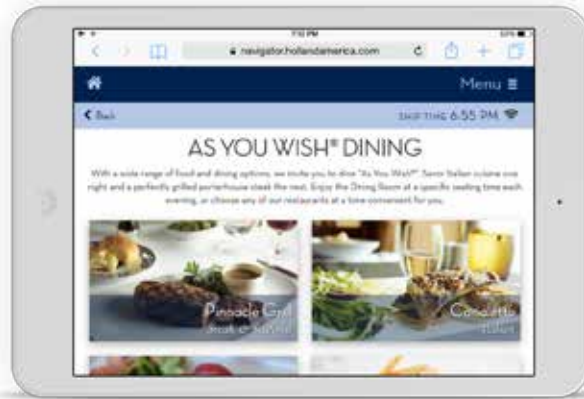 7:10 PM
navigator.hollandamerica.com
Menu
Back
SHIP TIME 6:55 PM
AS YOU WISH® DINING
With a wide range of food and dining options, we invite you to dine "As You Wish®". Savor Italian cuisine one
night and a perfectly grilled porterhouse steak the next. Enjoy the Dining Room at a specific seating time each
evening, or choose any of our restaurants at a time convenient for you.
Pinnacle Grill
Steak & Seafood
Canaletto
Italian